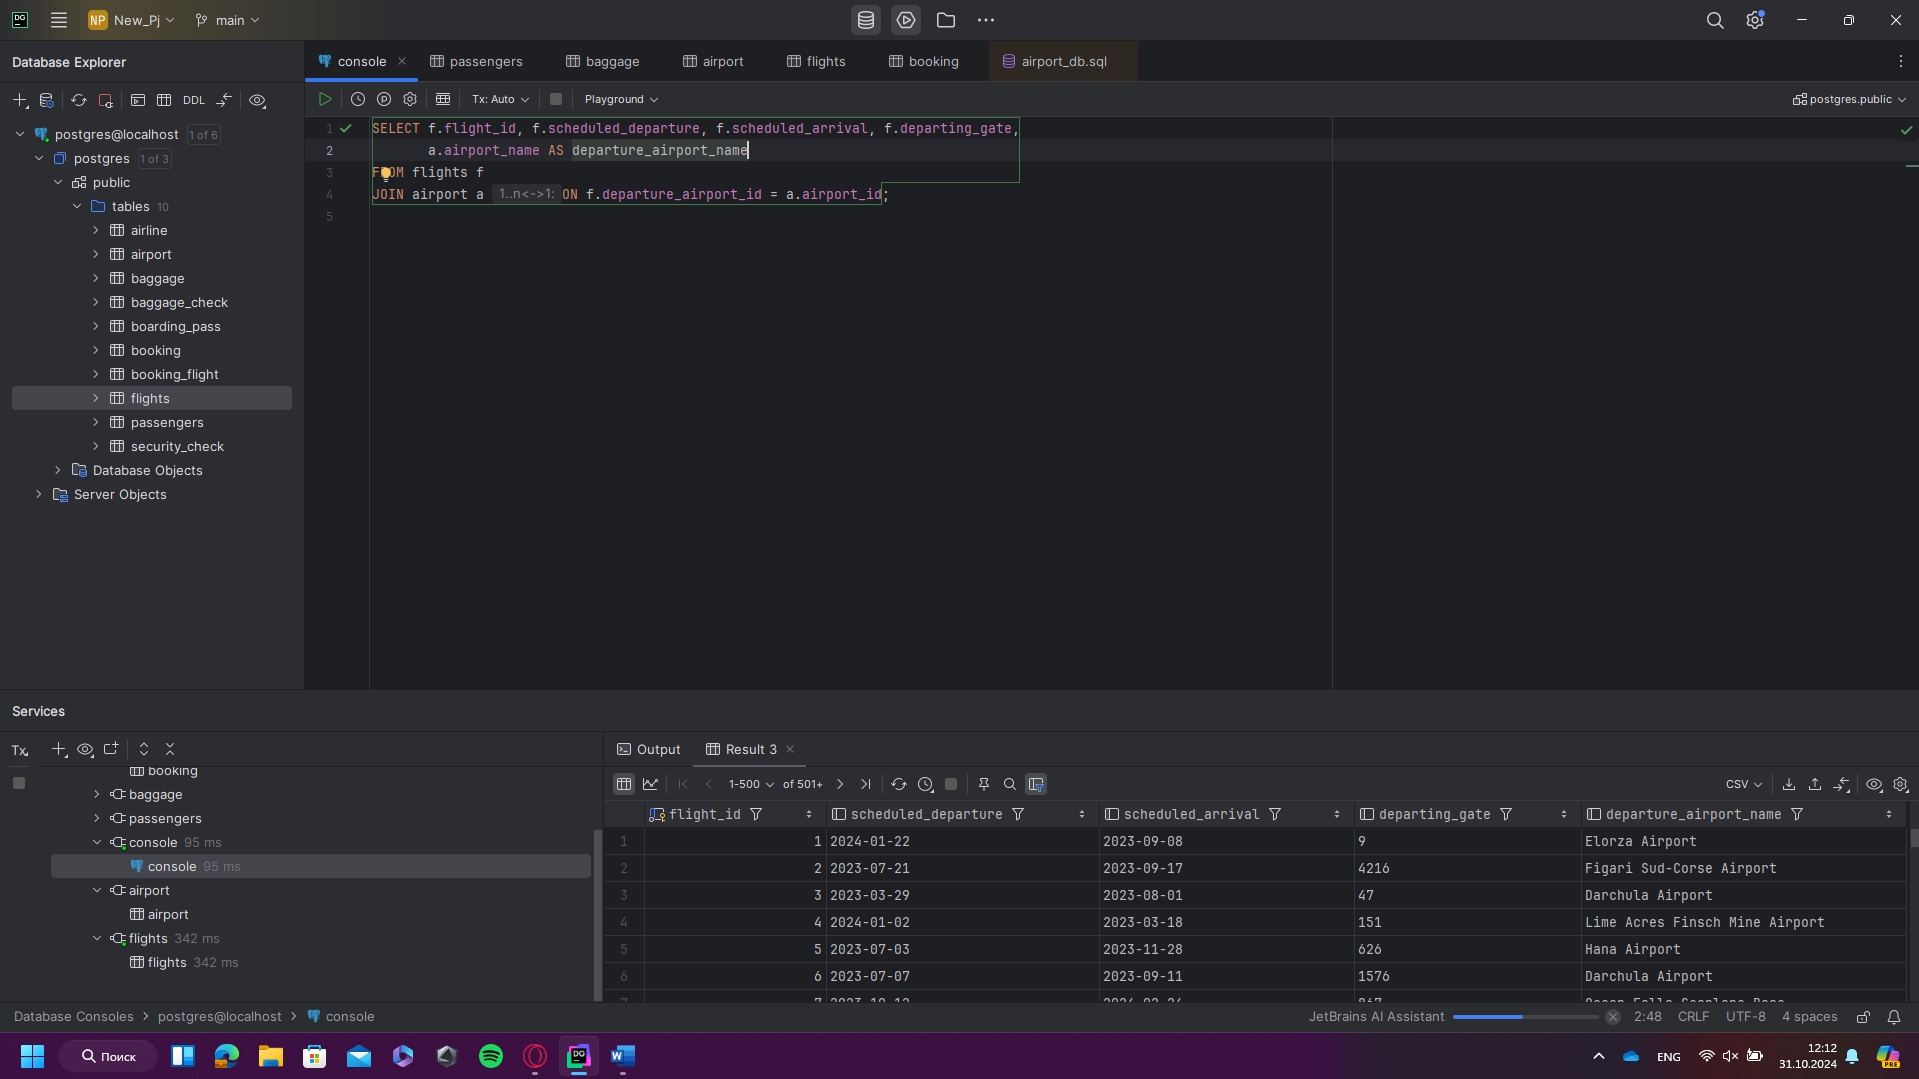 DG
NP New_Pj
main
Database Explorer
console
passengers
baggage
airport
flights
booking
airport_db.sql
DDL
Tx: Auto
Playground
postgres.public
postgres@localhost 1 of 6
postgres 1 of 3
public
tables 10
airline
airport
baggage
baggage_check
boarding_pass
booking
booking_flight
flights
passengers
security_check
Database Objects
Server Objects
1 SELECT f.flight_id, f.scheduled_departure, f.scheduled_arrival, f.departing_gate,
2 a.airport_name AS departure_airport_name
3 FROM flights f
4 JOIN airport a 1..n<->1: ON f.departure_airport_id = a.airport_id;
5
Services
Tx
booking
baggage
passengers
console 95 ms
console 95 ms
airport
airport
flights 342 ms
flights 342 ms
Output
Result 3
1-500 of 501+
CSV
flight_id scheduled_departure scheduled_arrival departing_gate departure_airport_name
1 1 2024-01-22 2023-09-08 9 Elorza Airport
2 2 2023-07-21 2023-09-17 4216 Figari Sud-Corse Airport
3 3 2023-03-29 2023-08-01 47 Darchula Airport
4 4 2024-01-02 2023-03-18 151 Lime Acres Finsch Mine Airport
5 5 2023-07-03 2023-11-28 626 Hana Airport
6 6 2023-07-07 2023-09-11 1576 Darchula Airport
Database Consoles > postgres@localhost > console
JetBrains AI Assistant
2:48 CRLF UTF-8 4 spaces
Поиск
DG
ENG
12:12
31.10.2024
PRE